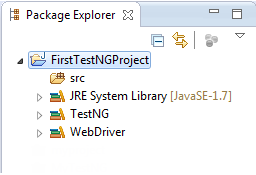 Package Explorer
FirstTestNGProject
src
JRE System Library [JavaSE-1.7]
TestNG
WebDriver